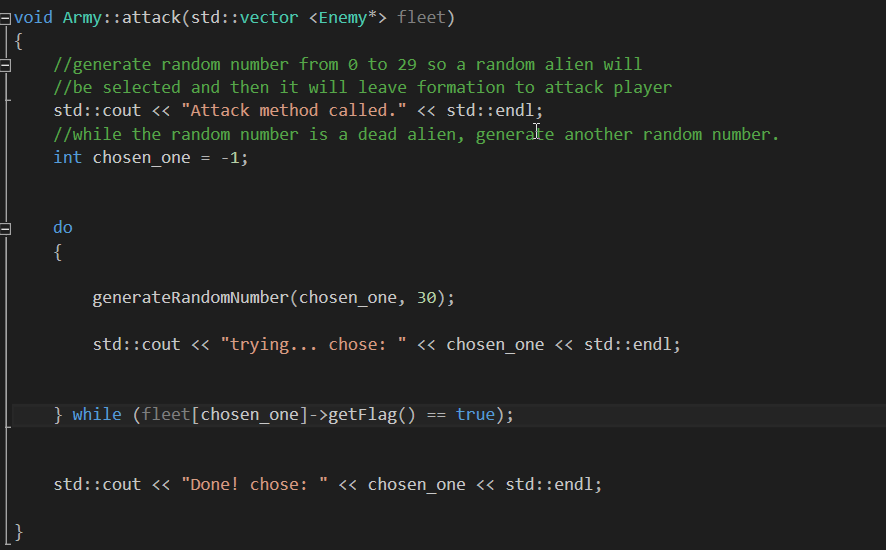 void Army::attack(std::vector <Enemy*> fleet)
{
//generate random number from 0 to 29 so a random alien will
//be selected and then it will leave formation to attack player
std::cout << "Attack method called." << std::endl;
//while the random number is a dead alien, generate another random number.
int chosen_one = -1;
do
{
generateRandomNumber(chosen_one, 30);
std::cout << "trying... chose: " << chosen_one << std::endl;
} while (fleet[chosen_one]->getFlag() == true);
std::cout << "Done! chose: " << chosen_one << std::endl;
}